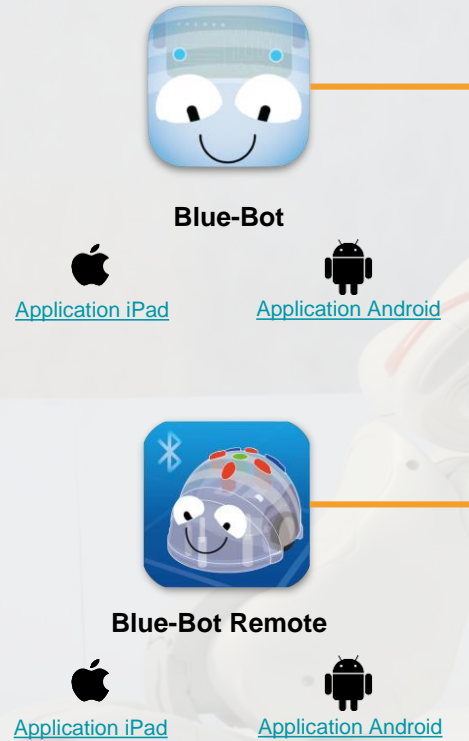 Blue-Bot
Application iPad
Application Android
Blue-Bot Remote
Application iPad
Application Android